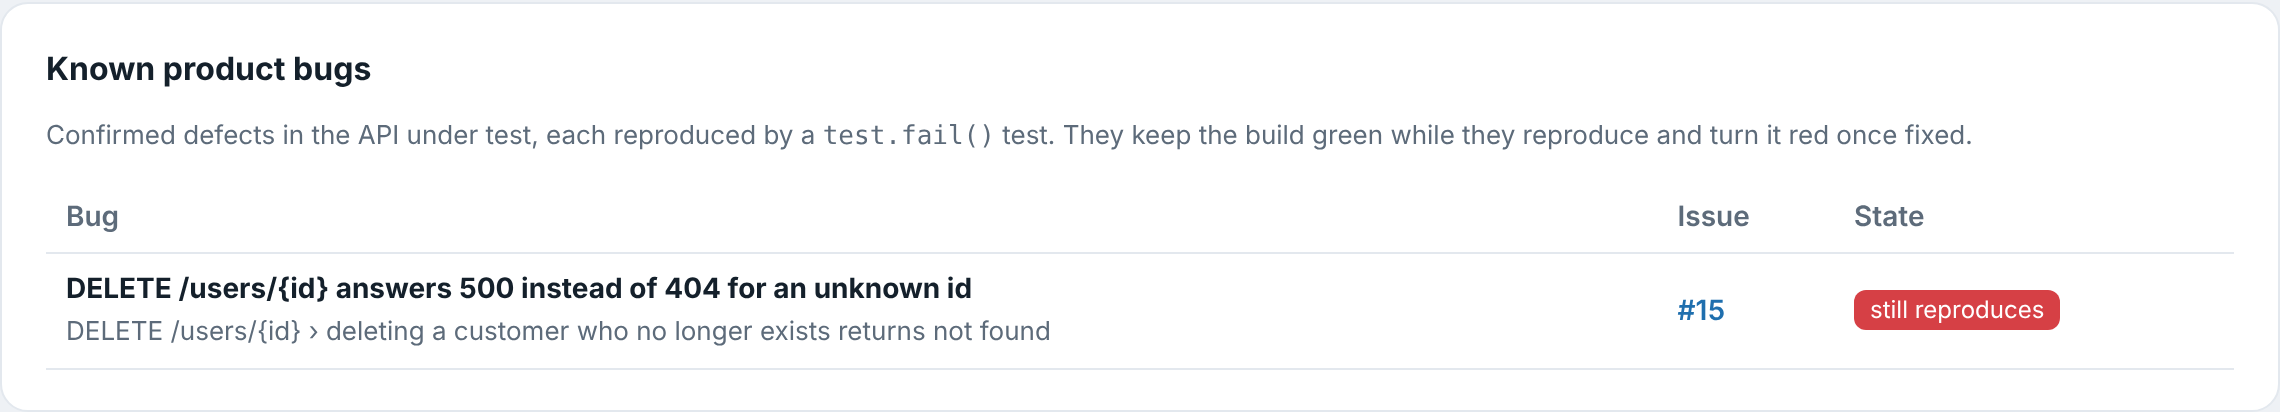 Known product bugs
Confirmed defects in the API under test, each reproduced by a test.fail() test. They keep the build green while they reproduce and turn it red once fixed.
Bug Issue State
DELETE /users/{id} answers 500 instead of 404 for an unknown id
DELETE /users/{id} › deleting a customer who no longer exists returns not found
#15 still reproduces